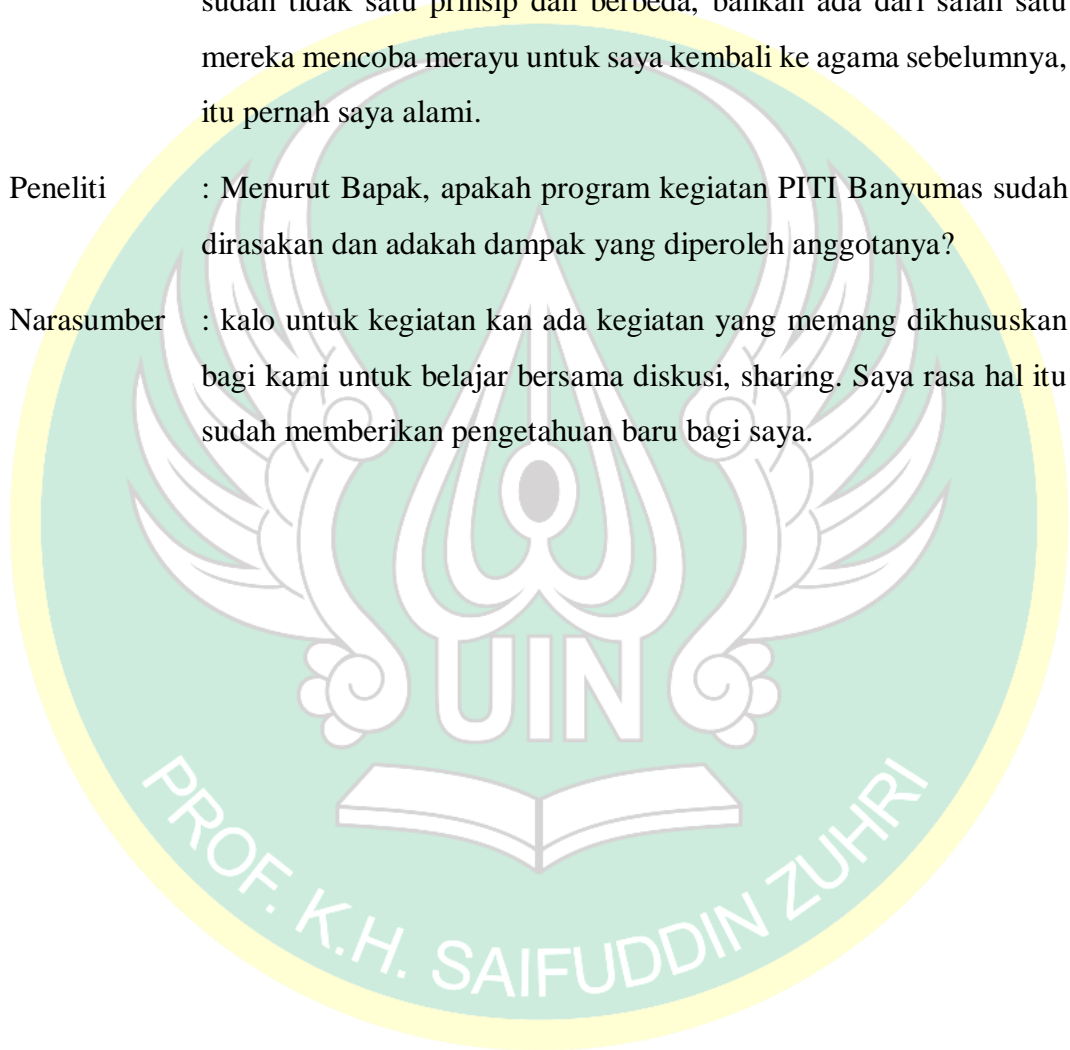 sudah tidak satu prinsip dan berbeda, bahkan ada dari salah satu
mereka mencoba merayu untuk saya kembali ke agama sebelumnya,
itu pernah saya alami.
Peneliti : Menurut Bapak, apakah program kegiatan PITI Banyumas sudah
dirasakan dan adakah dampak yang diperoleh anggotanya?
Narasumber : kalo untuk kegiatan kan ada kegiatan yang memang dikhususkan
bagi kami untuk belajar bersama diskusi, sharing. Saya rasa hal itu
sudah memberikan pengetahuan baru bagi saya.
UIN
PROF. K.H. SAIFUDDIN ZUHRI